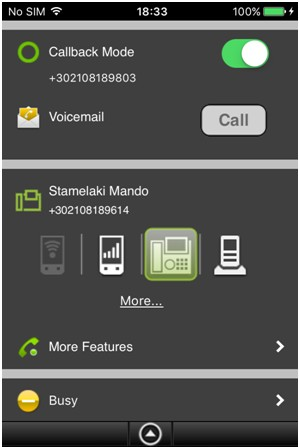 No SIM 18:33 100%
Callback Mode
+302108189803
Voicemail Call
Stamelaki Mando
+302108189614
More...
More Features
Busy